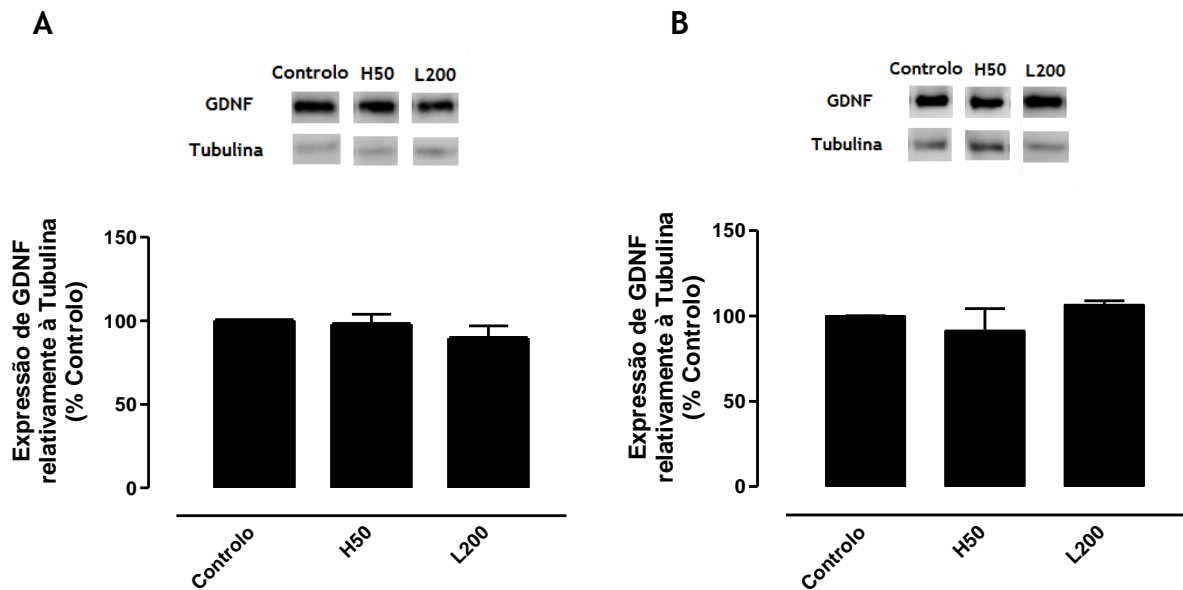 A
Controlo H50 L200
GDNF
Tubulina
Expressão de GDNF
relativamente à Tubulina
(% Controlo)
150
100
50
0
Controlo
H50
L200
B
Controlo H50 L200
GDNF
Tubulina
Expressão de GDNF
relativamente à Tubulina
(% Controlo)
150
100
50
0
Controlo
H50
L200